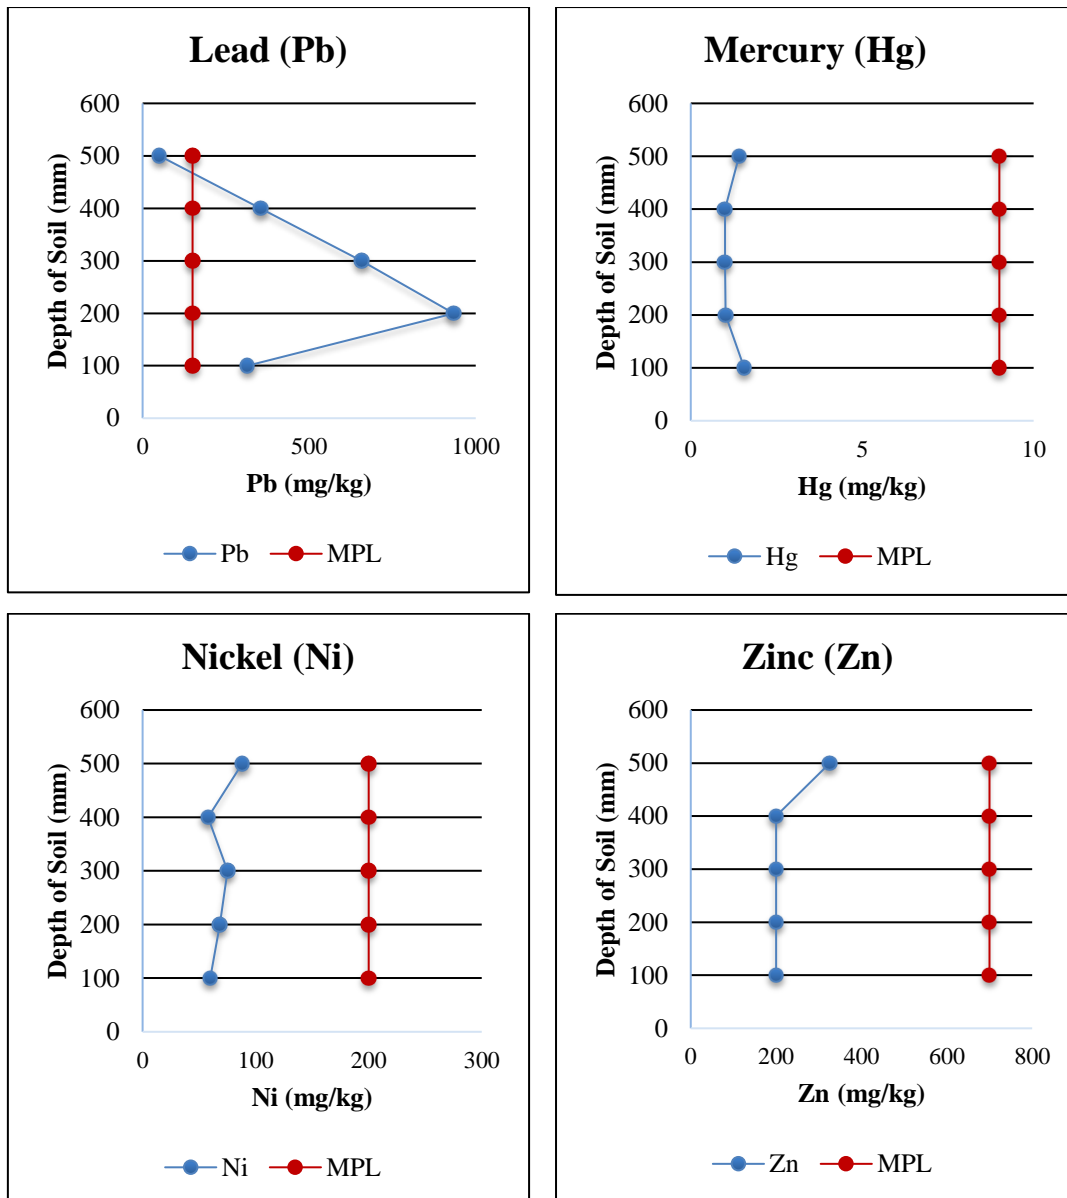 Lead (Pb)
600
500
400
300
200
100
0
Depth of Soil (mm)
0 500 1000
Pb (mg/kg)
Pb MPL
Mercury (Hg)
600
500
400
300
200
100
0
Depth of Soil (mm)
0 5 10
Hg (mg/kg)
Hg MPL
Nickel (Ni)
600
500
400
300
200
100
0
Depth of Soil (mm)
0 100 200 300
Ni (mg/kg)
Ni MPL
Zinc (Zn)
600
500
400
300
200
100
0
Depth of Soil (mm)
0 200 400 600 800
Zn (mg/kg)
Zn MPL